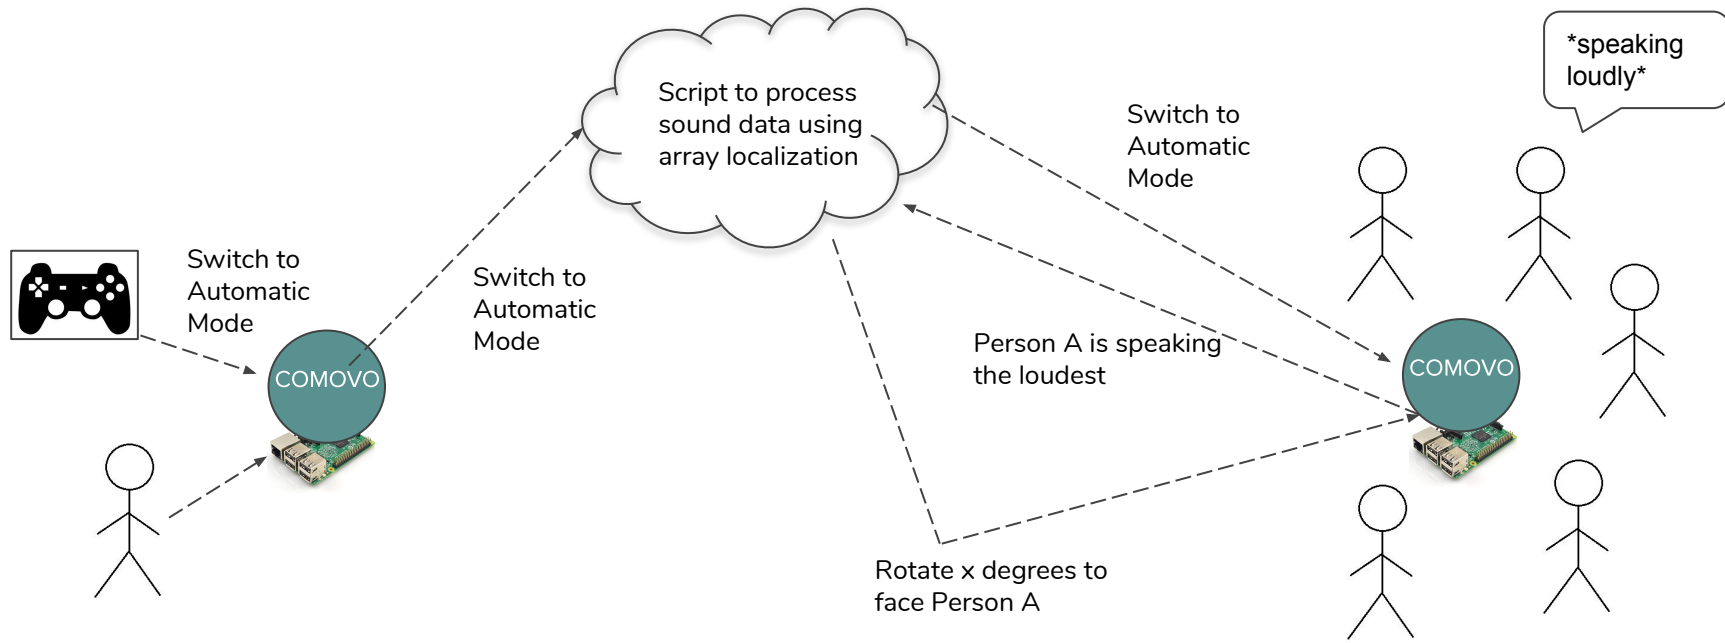 *speaking
loudly*
Script to process
sound data using
array localization
Switch to
Automatic
Mode
Switch to
Automatic
Mode
Switch to
Automatic
Mode
Person A is speaking
the loudest
COMOVO
COMOVO
Rotate x degrees to
face Person A